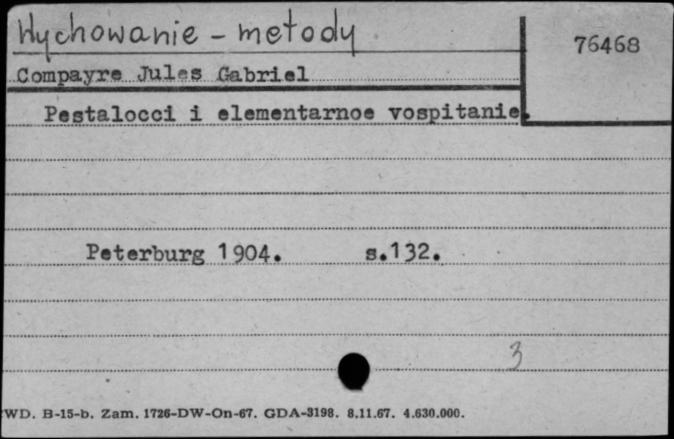 Wychowanie - metody
76468
Compayre Jules Gabriel
Pestalocci i elementarnoe vospitanie.
Peterburg 1904. s.132.
3
WD. B-15-b. Zam. 1726-DW-On-67. GDA-3198. 8.11.67. 4.630.000.